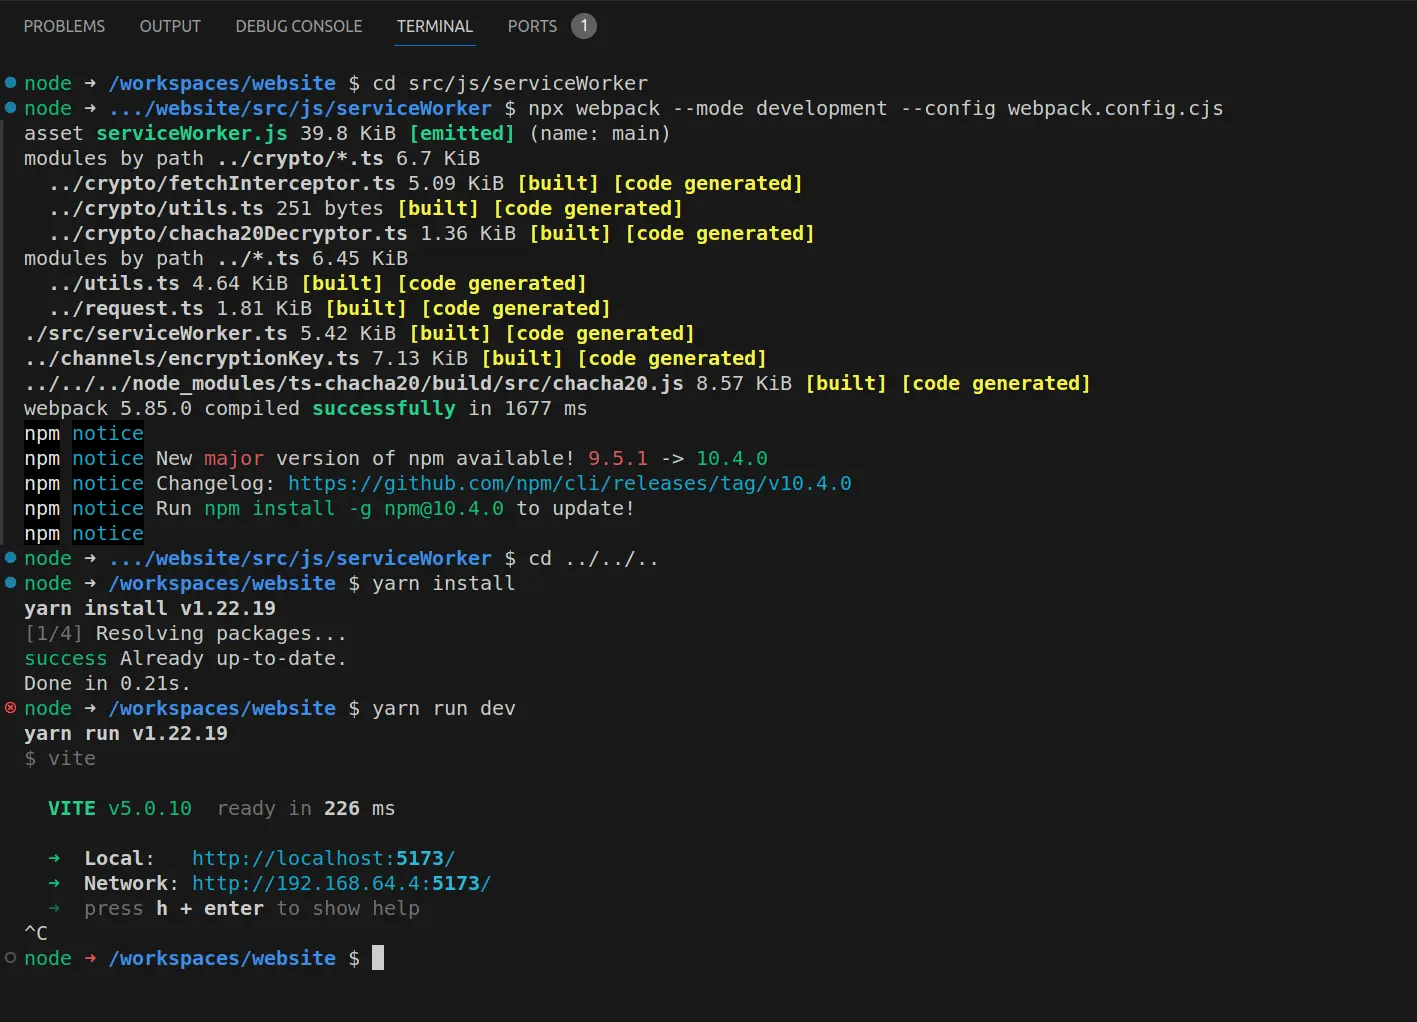 PROBLEMS OUTPUT DEBUG CONSOLE TERMINAL PORTS 1
node ➜ /workspaces/website $ cd src/js/serviceWorker
node ➜ .../website/src/js/serviceWorker $ npx webpack --mode development --config webpack.config.cjs
asset serviceWorker.js 39.8 KiB [emitted] (name: main)
modules by path ../crypto/*.ts 6.7 KiB
  ../crypto/fetchInterceptor.ts 5.09 KiB [built] [code generated]
  ../crypto/utils.ts 251 bytes [built] [code generated]
  ../crypto/chacha20Decryptor.ts 1.36 KiB [built] [code generated]
modules by path ../*.ts 6.45 KiB
  ../utils.ts 4.64 KiB [built] [code generated]
  ../request.ts 1.81 KiB [built] [code generated]
./src/serviceWorker.ts 5.42 KiB [built] [code generated]
../channels/encryptionKey.ts 7.13 KiB [built] [code generated]
../../../node_modules/ts-chacha20/build/src/chacha20.js 8.57 KiB [built] [code generated]
webpack 5.85.0 compiled successfully in 1677 ms
npm notice
npm notice New major version of npm available! 9.5.1 -> 10.4.0
npm notice Changelog: https://github.com/npm/cli/releases/tag/v10.4.0
npm notice Run npm install -g npm@10.4.0 to update!
npm notice
node ➜ .../website/src/js/serviceWorker $ cd ../../..
node ➜ /workspaces/website $ yarn install
yarn install v1.22.19
[1/4] Resolving packages...
success Already up-to-date.
Done in 0.21s.
node ➜ /workspaces/website $ yarn run dev
yarn run v1.22.19
$ vite
VITE v5.0.10 ready in 226 ms
➜ Local: http://localhost:5173/
➜ Network: http://192.168.64.4:5173/
➜ press h + enter to show help
^C
node ➜ /workspaces/website $